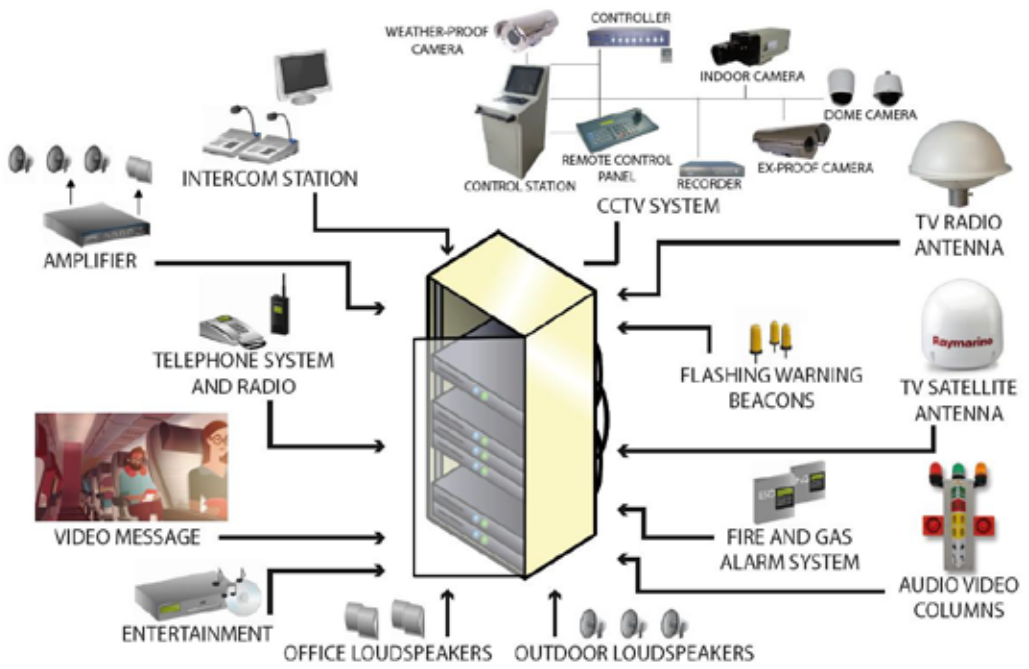 WEATHER-PROOF
CAMERA
CONTROLLER
INDOOR CAMERA
DOME CAMERA
INTERCOM STATION
CONTROL STATION
REMOTE CONTROL
PANEL
RECORDER
EX-PROOF CAMERA
CCTV SYSTEM
AMPLIFIER
TV RADIO
ANTENNA
TELEPHONE SYSTEM
AND RADIO
FLASHING WARNING
BEACONS
Raymarine
TV SATELLITE
ANTENNA
VIDEO MESSAGE
FIRE AND GAS
ALARM SYSTEM
AUDIO VIDEO
COLUMNS
ENTERTAINMENT
OFFICE LOUDSPEAKERS
OUTDOOR LOUDSPEAKERS